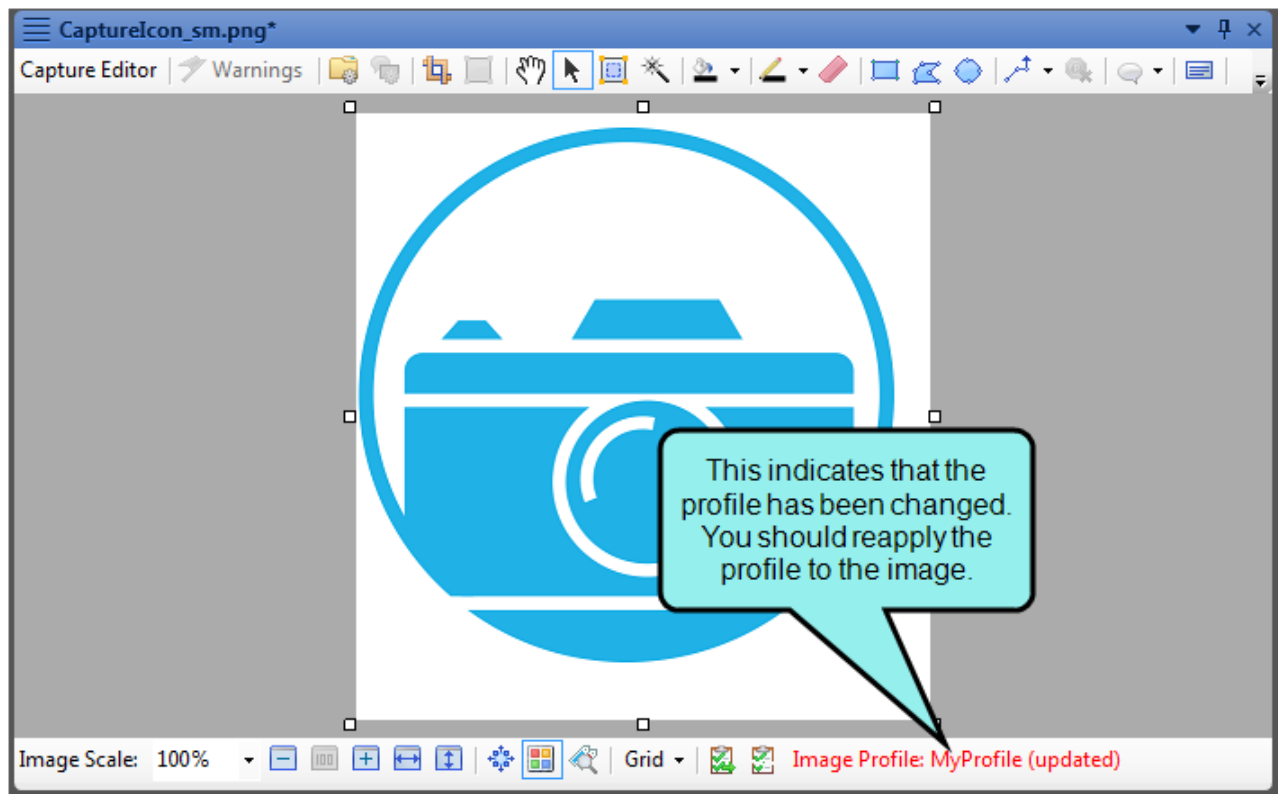 CaptureIcon_sm.png*
Capture Editor Warnings
This indicates that the
profile has been changed.
You should reapply the
profile to the image.
Image Scale: 100% 100 Grid Image Profile: MyProfile (updated)